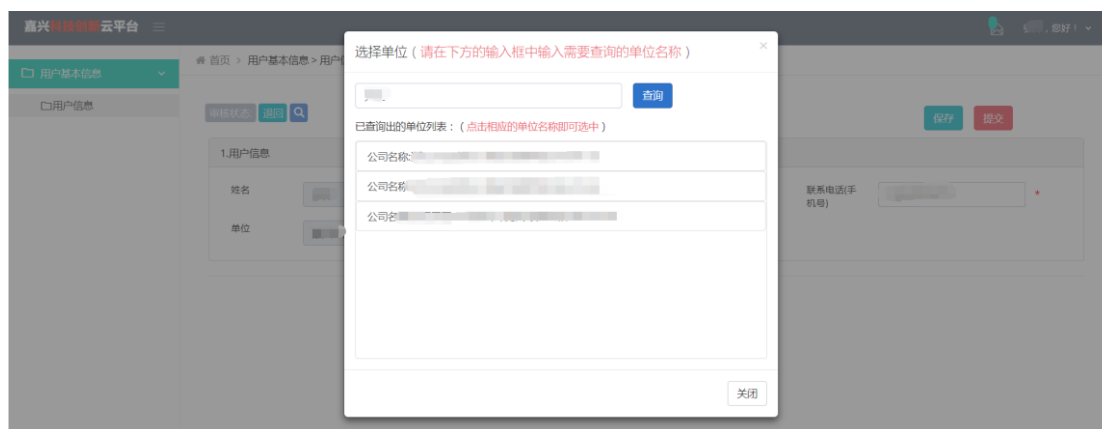 嘉兴科技创新云平台
您好！
用户基本信息
用户信息
首页 > 用户基本信息 > 用户
审核状态: 退回
保存 提交
1.用户信息
姓名
联系电话(手机号) *
单位
选择单位（请在下方的输入框中输入需要查询的单位名称） ×
查询
已查询出的单位列表：（点击相应的单位名称即可选中）
公司名称:
公司名称
公司名
关闭